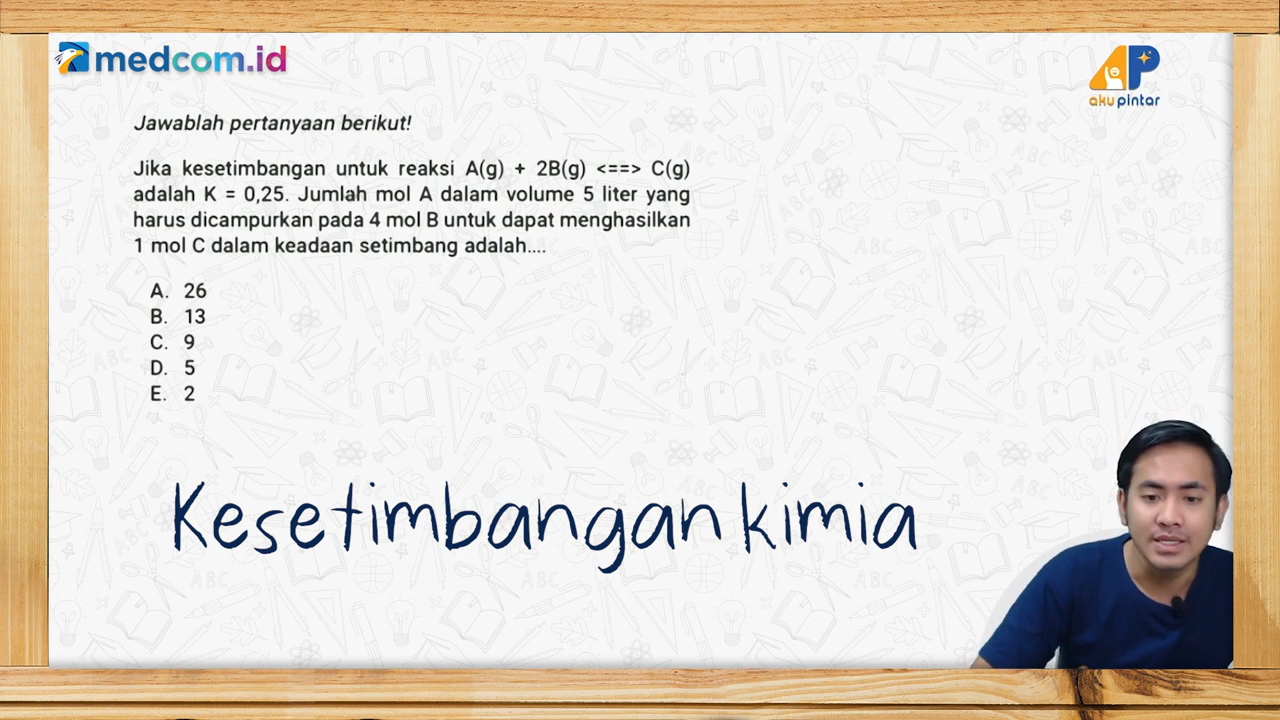 medcom.id
AP
aku pintar
Jawablah pertanyaan berikut!
Jika kesetimbangan untuk reaksi A(g) + 2B(g) <==> C(g)
adalah K = 0,25. Jumlah mol A dalam volume 5 liter yang
harus dicampurkan pada 4 mol B untuk dapat menghasilkan
1 mol C dalam keadaan setimbang adalah....
A. 26
B. 13
C. 9
D. 5
E. 2
Kesetimbangan kimia